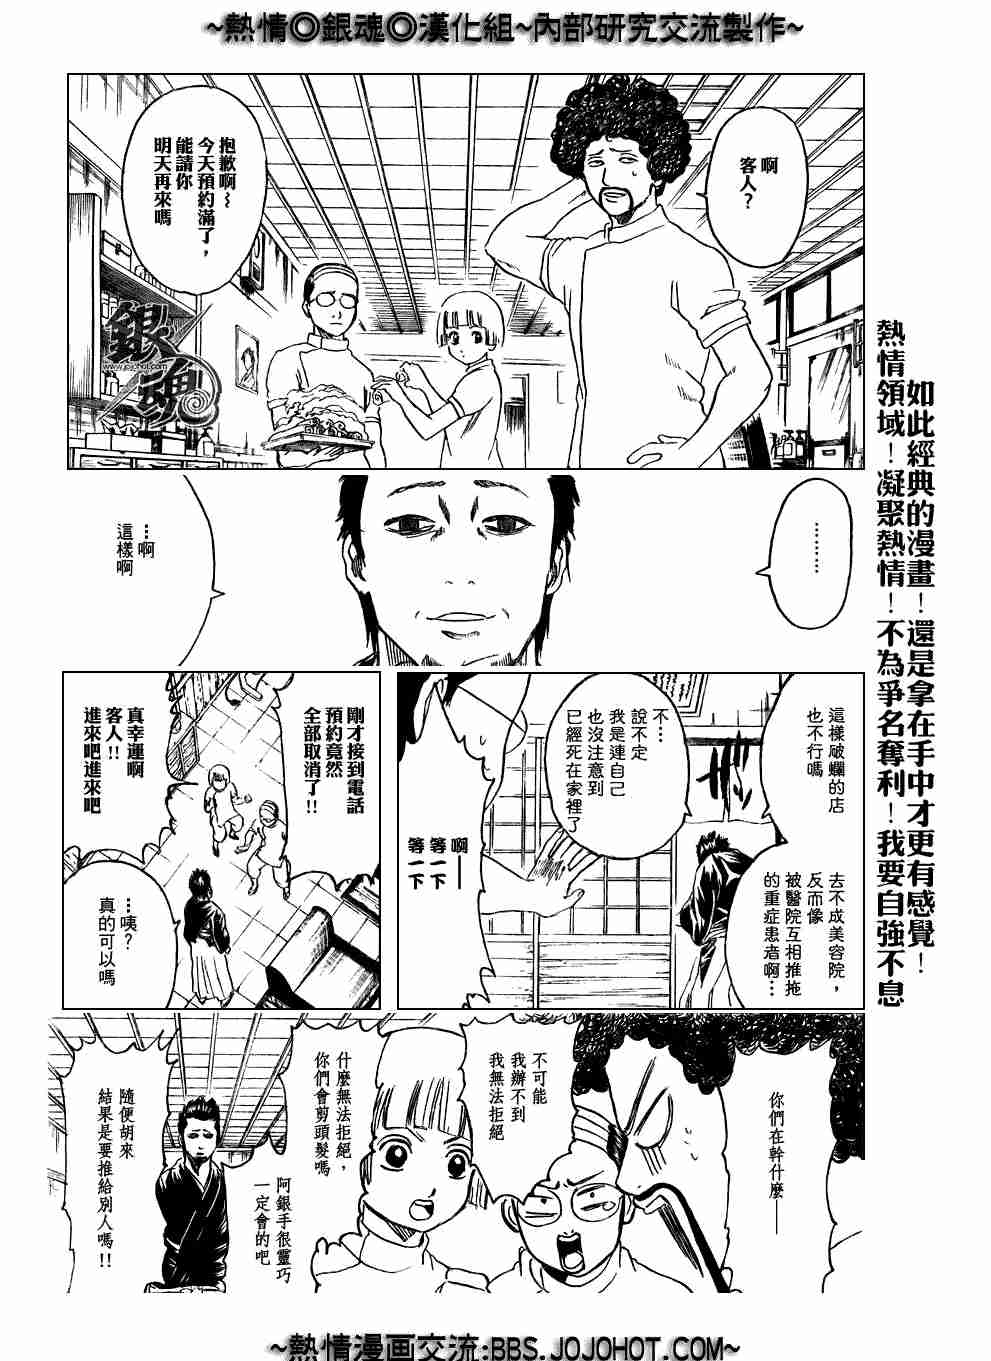 ~熱情◎銀魂◎漢化組~內部研究交流製作~
啊
客人？
抱歉啊~
今天預約滿了，
能請你
明天再來嗎
銀魂
www.jojohot.com
………
…啊
這樣啊
這樣破爛的店
也不行嗎
去不成美容院，
反而像
被醫院互相推拖
的重症患者啊…
不…
說不定
我是連自己
也沒注意到
已經死在家裡了
啊——
等一下
等一下
剛才接到電話
預約竟然
全部取消了!!
真幸運啊
客人!!
進來吧進來吧
…咦？
真的可以嗎
你們在幹什麼——
不可能
我辦不到
我無法拒絕
什麼無法拒絕，
你們會剪頭髮嗎
阿銀手很靈巧
一定會的吧
隨便胡來
結果是要推給別人嗎!!
如此經典的漫畫！還是拿在手中才更有感覺！
熱情領域！凝聚熱情！不為爭名奪利！我要自強不息
~熱情漫画交流:BBS.JOJOHOT.COM~